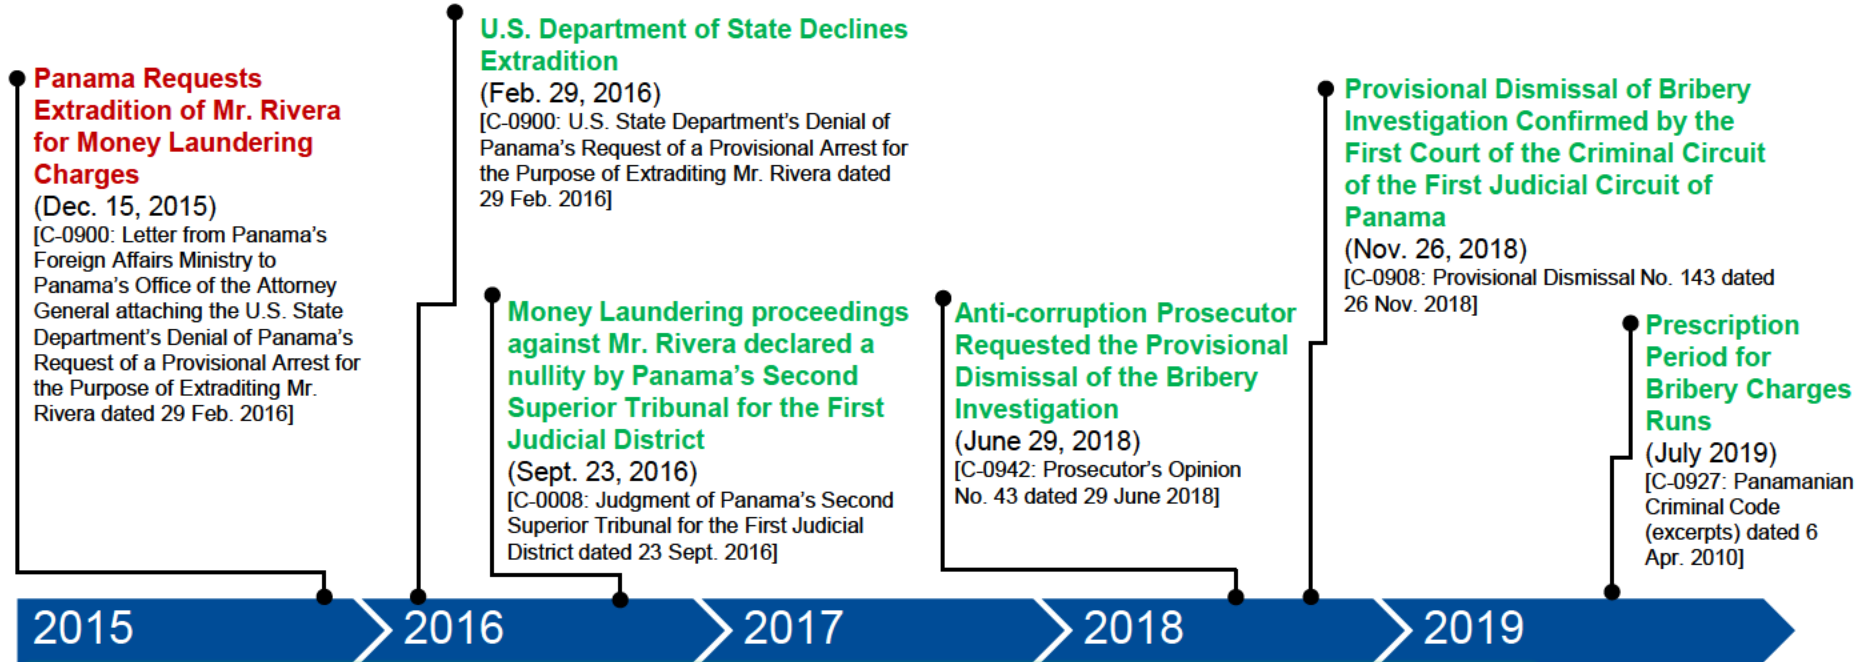 Panama Requests
Extradition of Mr. Rivera
for Money Laundering
Charges
(Dec. 15, 2015)
[C-0900: Letter from Panama's
Foreign Affairs Ministry to
Panama's Office of the Attorney
General attaching the U.S. State
Department's Denial of Panama's
Request of a Provisional Arrest for
the Purpose of Extraditing Mr.
Rivera dated 29 Feb. 2016]
U.S. Department of State Declines
Extradition
(Feb. 29, 2016)
[C-0900: U.S. State Department's Denial of
Panama's Request of a Provisional Arrest for
the Purpose of Extraditing Mr. Rivera dated
29 Feb. 2016]
Money Laundering proceedings
against Mr. Rivera declared a
nullity by Panama's Second
Superior Tribunal for the First
Judicial District
(Sept. 23, 2016)
[C-0008: Judgment of Panama's Second
Superior Tribunal for the First Judicial
District dated 23 Sept. 2016]
Anti-corruption Prosecutor
Requested the Provisional
Dismissal of the Bribery
Investigation
(June 29, 2018)
[C-0942: Prosecutor's Opinion
No. 43 dated 29 June 2018]
Provisional Dismissal of Bribery
Investigation Confirmed by the
First Court of the Criminal Circuit
of the First Judicial Circuit of
Panama
(Nov. 26, 2018)
[C-0908: Provisional Dismissal No. 143 dated
26 Nov. 2018]
Prescription
Period for
Bribery Charges
Runs
(July 2019)
[C-0927: Panamanian
Criminal Code
(excerpts) dated 6
Apr. 2010]
2015
2016
2017
2018
2019